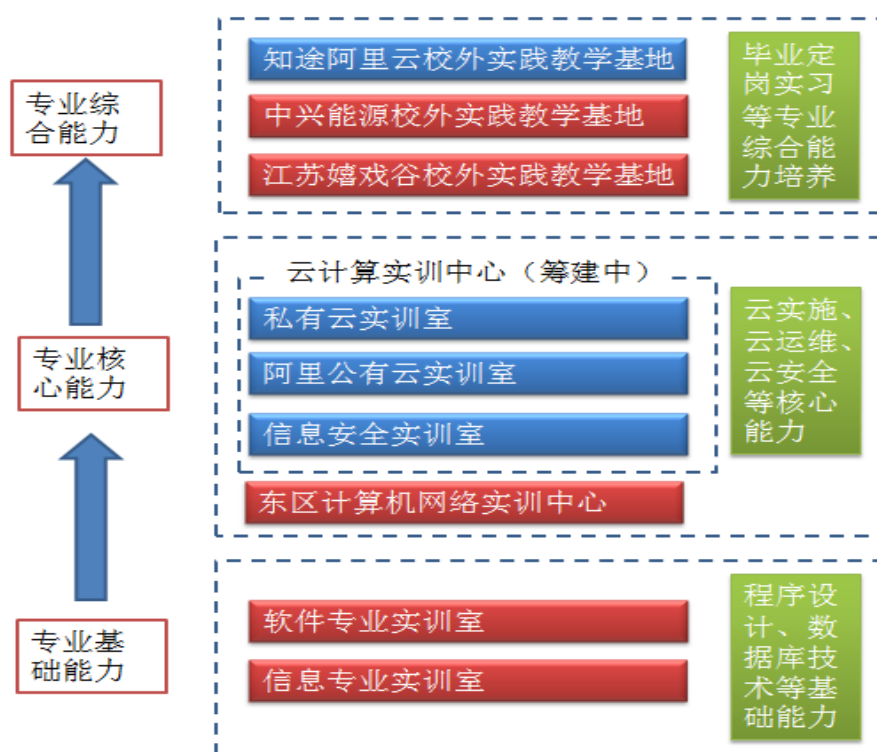 知途阿里云校外实践教学基地
中兴能源校外实践教学基地
江苏嬉戏谷校外实践教学基地
毕业定
岗实习
等专业
综合能
力培养
专业综
合能力
云计算实训中心（筹建中）
私有云实训室
阿里公有云实训室
信息安全实训室
东区计算机网络实训中心
云实施、
云运维、
云安全
等核心
能力
专业核
心能力
软件专业实训室
信息专业实训室
程序设
计、数
据库技
术等基
础能力
专业基
础能力